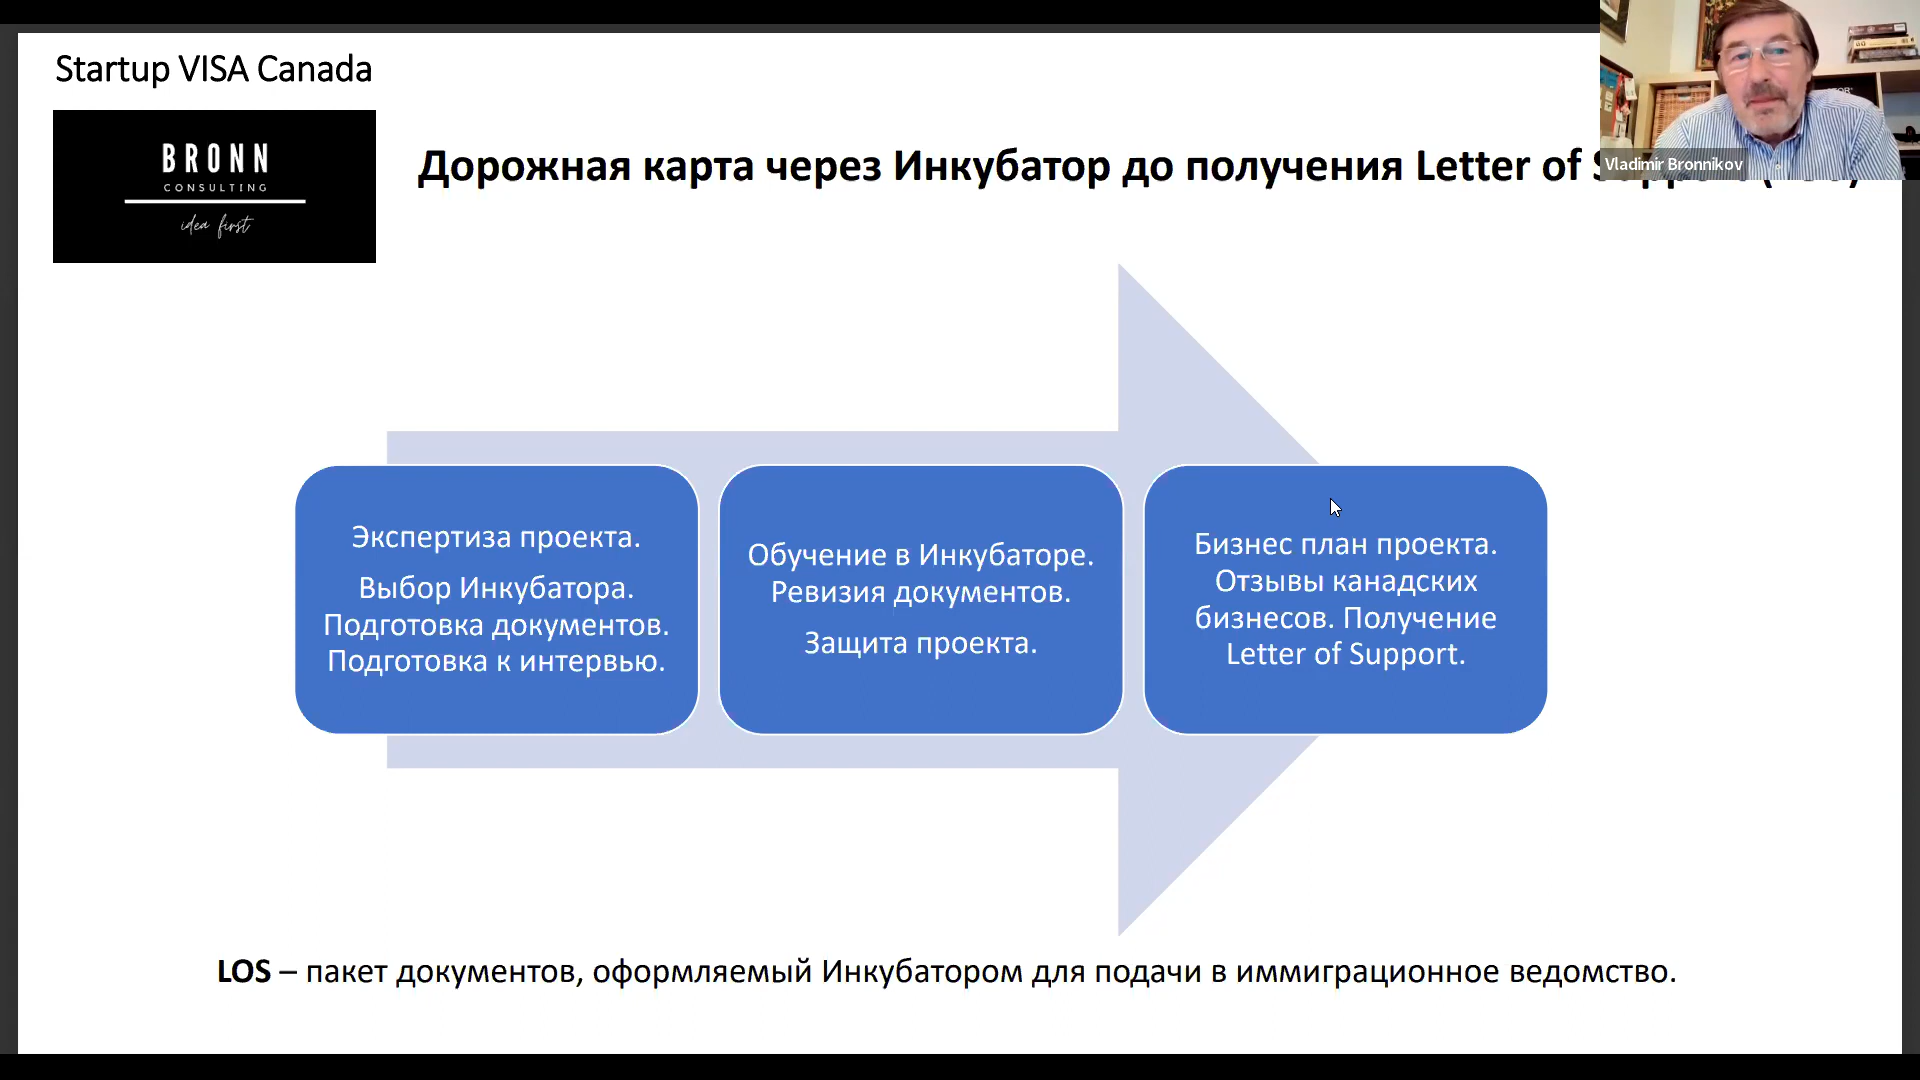 Startup VISA Canada
BRONN
CONSULTING
idea first
Дорожная карта через Инкубатор до получения Letter of
Vladimir Bronnikov
Экспертиза проекта.
Выбор Инкубатора.
Подготовка документов.
Подготовка к интервью.
Обучение в Инкубаторе.
Ревизия документов.
Защита проекта.
Бизнес план проекта.
Отзывы канадских
бизнесов. Получение
Letter of Support.
LOS – пакет документов, оформляемый Инкубатором для подачи в иммиграционное ведомство.